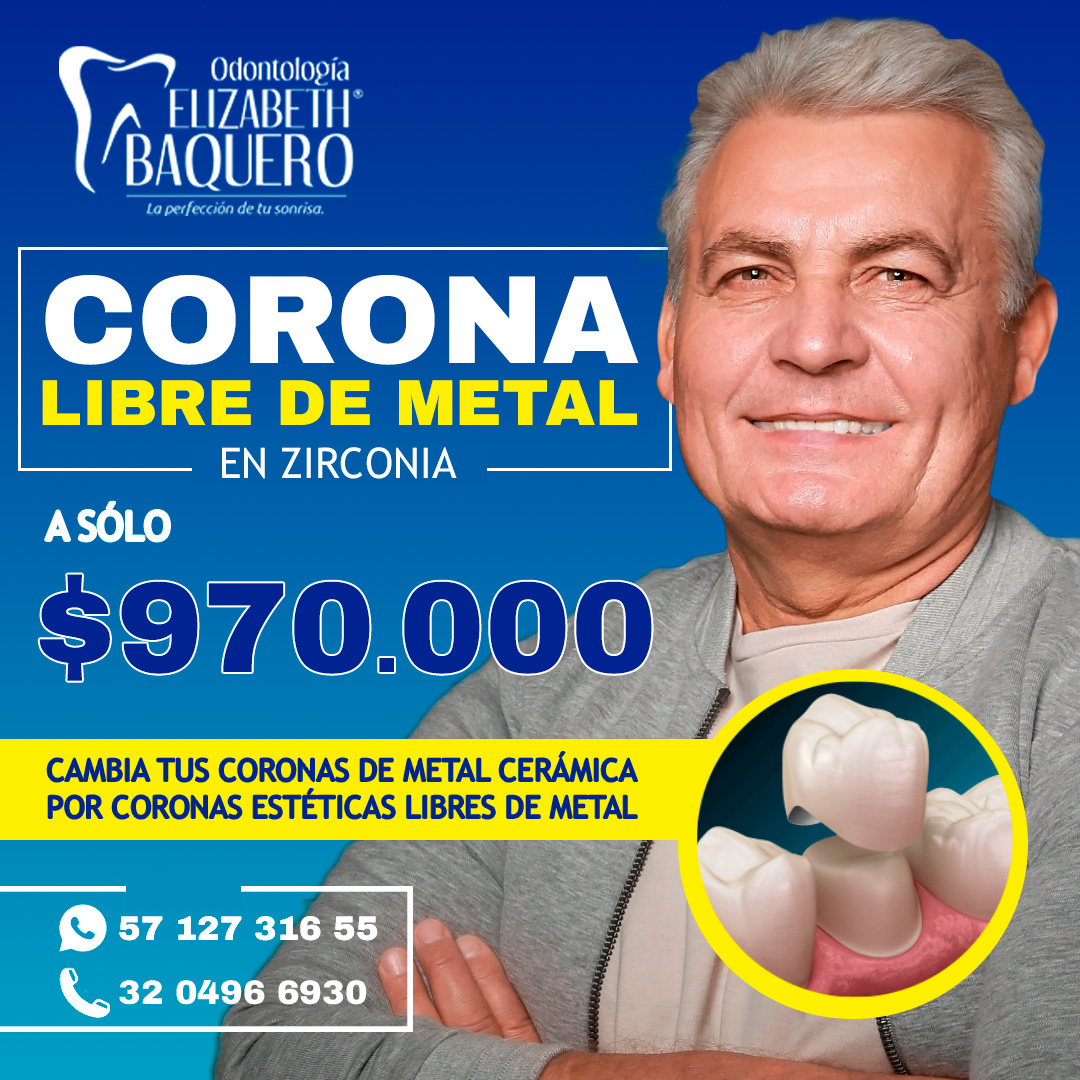 Odontología
ELIZABETH®
BAQUERO
La perfección de tu sonrisa.
CORONA
LIBRE DE METAL
EN ZIRCONIA
A SÓLO
$970.000
CAMBIA TUS CORONAS DE METAL CERÁMICA
POR CORONAS ESTÉTICAS LIBRES DE METAL
57 127 316 55
32 0496 6930